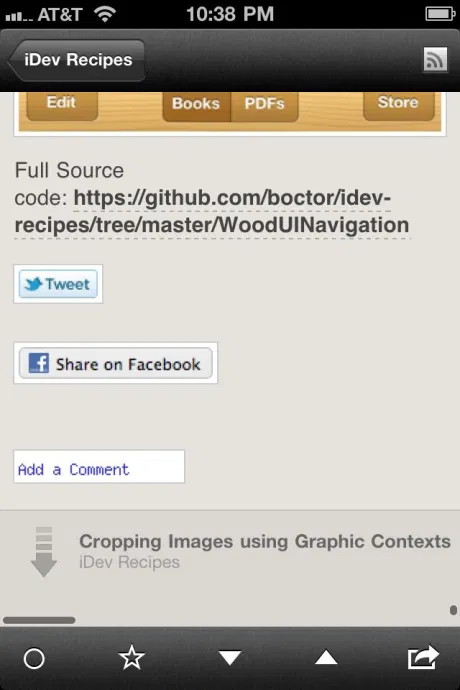 AT&T 10:38 PM
iDev Recipes
Edit Books PDFs Store
Full Source
code: https://github.com/boctor/idev-
recipes/tree/master/WoodUINavigation
Tweet
Share on Facebook
Add a Comment
Cropping Images using Graphic Contexts
iDev Recipes